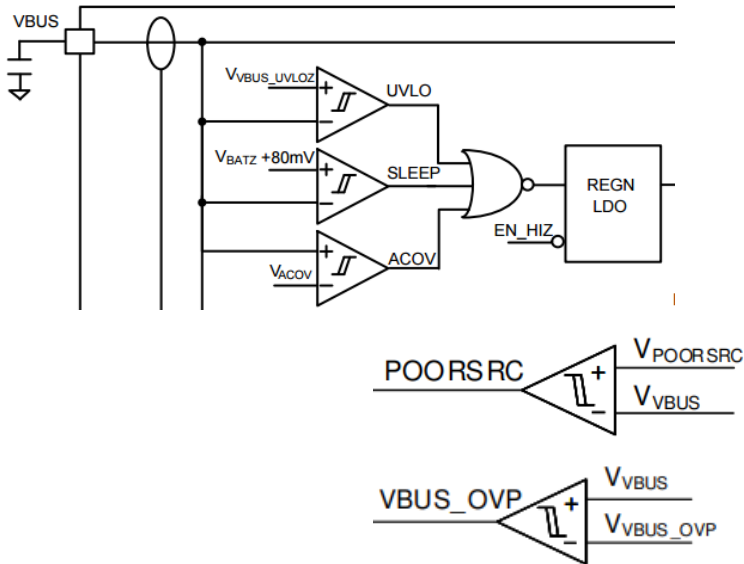 VBUS
VVBUS_UVLOZ
UVLO
VBATZ +80mV
SLEEP
EN_HIZ
REGN
LDO
VACOV
ACOV
POORSRC
VPOORSRC
VVBUS
VBUS_OVP
VVBUS
VVBUS_OVP